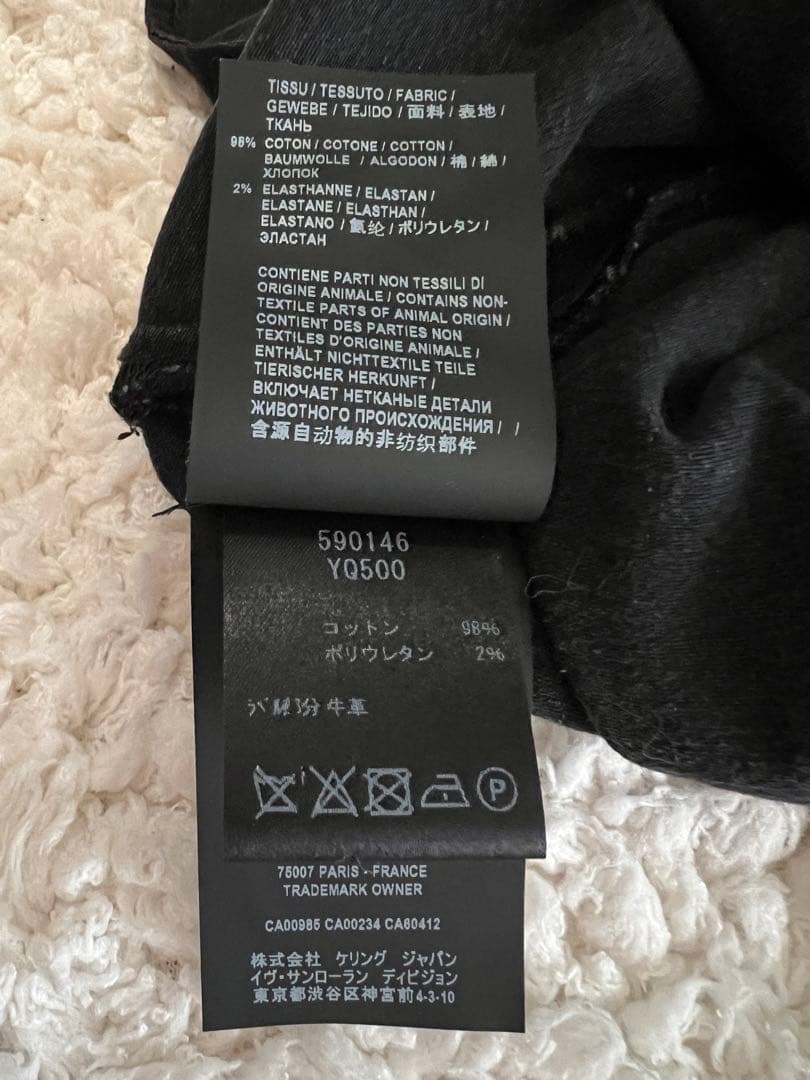 TISSU / TESSUTO / FABRIC /
GEWEBE / TEJIDO / 面料 / 表地 /
ТКАНЬ
98% COTON / COTONE / COTTON /
BAUMWOLLE / ALGODON / 棉 / 綿 /
ХЛОПОК
2% ELASTHANNE / ELASTAN /
ELASTANE / ELASTHAN /
ELASTANO / 氨纶 / ポリウレタン /
ЭЛАСТАН
CONTIENE PARTI NON TESSILI DI
ORIGINE ANIMALE / CONTAINS NON-
TEXTILE PARTS OF ANIMAL ORIGIN /
CONTIENT DES PARTIES NON
TEXTILES D'ORIGINE ANIMALE /
ENTHÄLT NICHTTEXTILE TEILE
TIERISCHER HERKUNFT /
ВКЛЮЧАЕТ НЕТКАНЫЕ ДЕТАЛИ
ЖИВОТНОГО ПРОИСХОЖДЕНИЯ / /
含源自动物的非纺织部件
590146
YQ500
コットン 98%
ポリウレタン 2%
分 牛革
P
75007 PARIS - FRANCE
TRADEMARK OWNER
CA00985 CA00234 CA60412
株式会社 ケリング ジャパン
イヴ・サンローラン ディビジョン
東京都渋谷区神宮前4-3-10